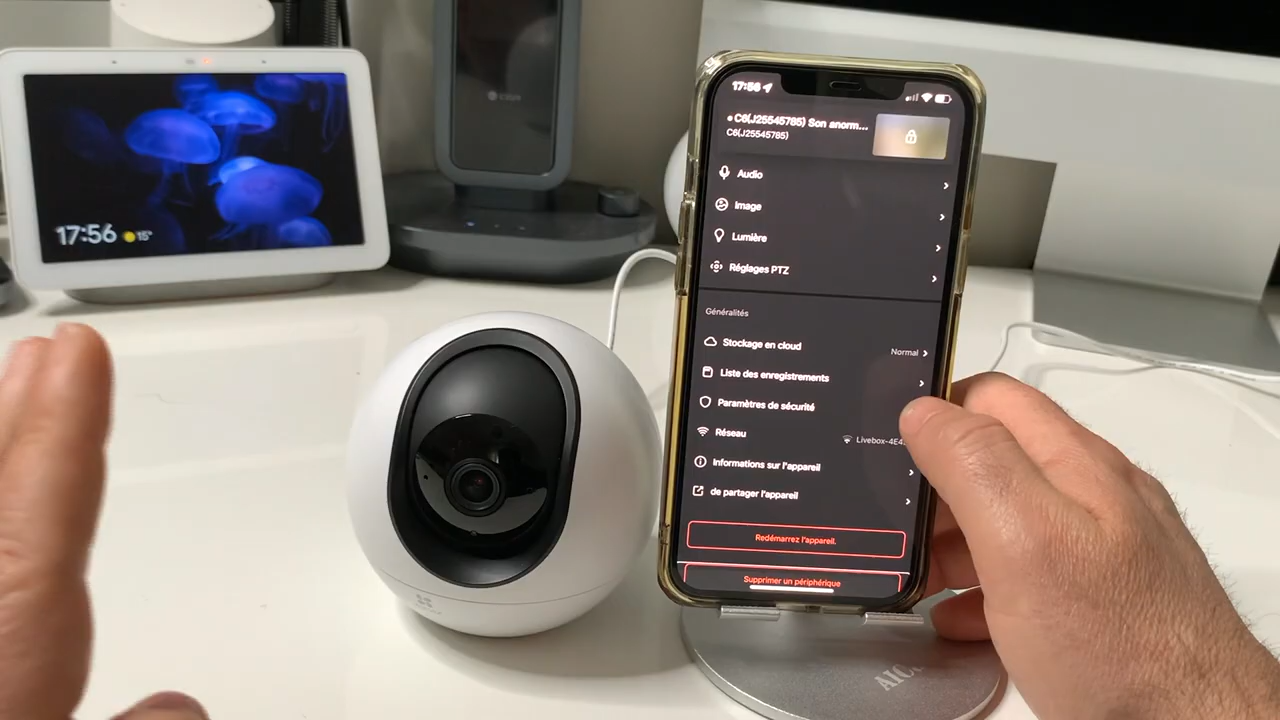 17:56
15°
17:56
C6(J25545785) Son anorm...
C6(J25545785)
Audio
Image
Lumière
Réglages PTZ
Généralités
Stockage en cloud
Normal
Liste des enregistrements
Paramètres de sécurité
Réseau
Livebox-4E4
Informations sur l'appareil
de partager l'appareil
Redémarrez l'appareil.
Supprimer un périphérique